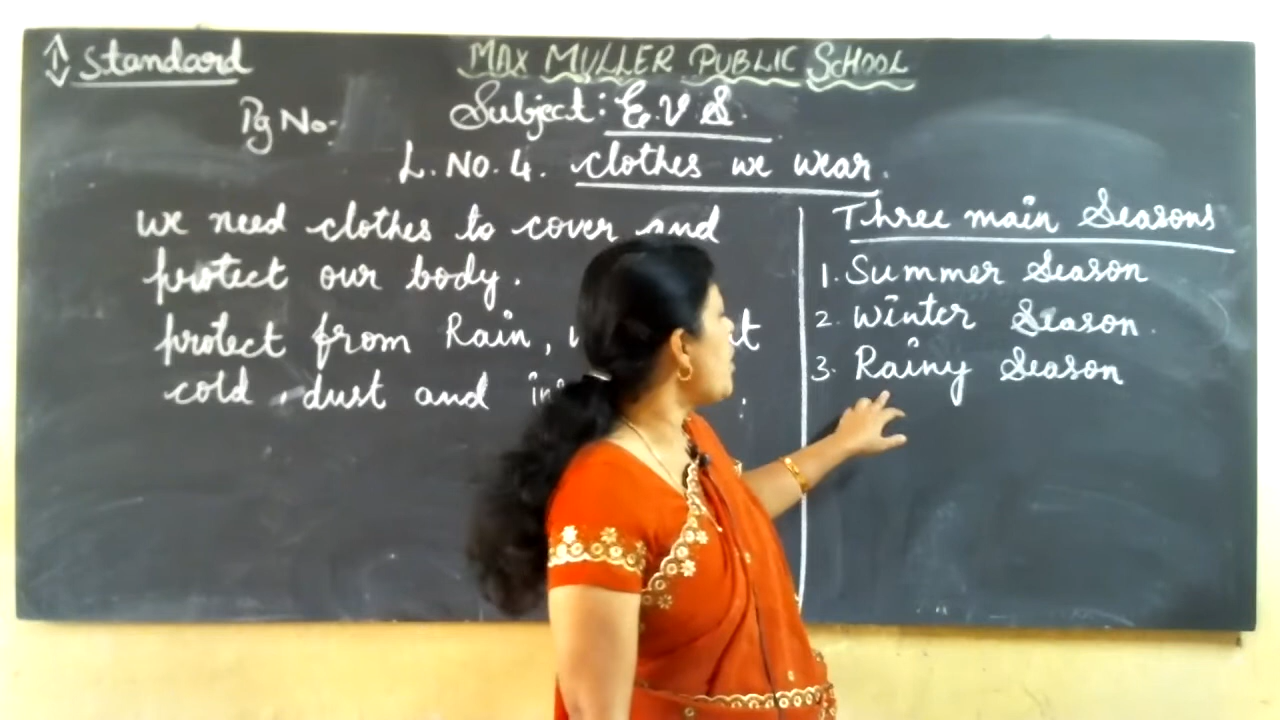 Standard
MAX MULLER PUBLIC SCHOOL
Pg No:-
Subject: E.V.S.
L. No. 4. Clothes we wear.
We need clothes to cover and
protect our body.
protect from Rain,
cold, dust and
Three main Seasons
1. Summer Season
2. Winter Season.
3. Rainy Season